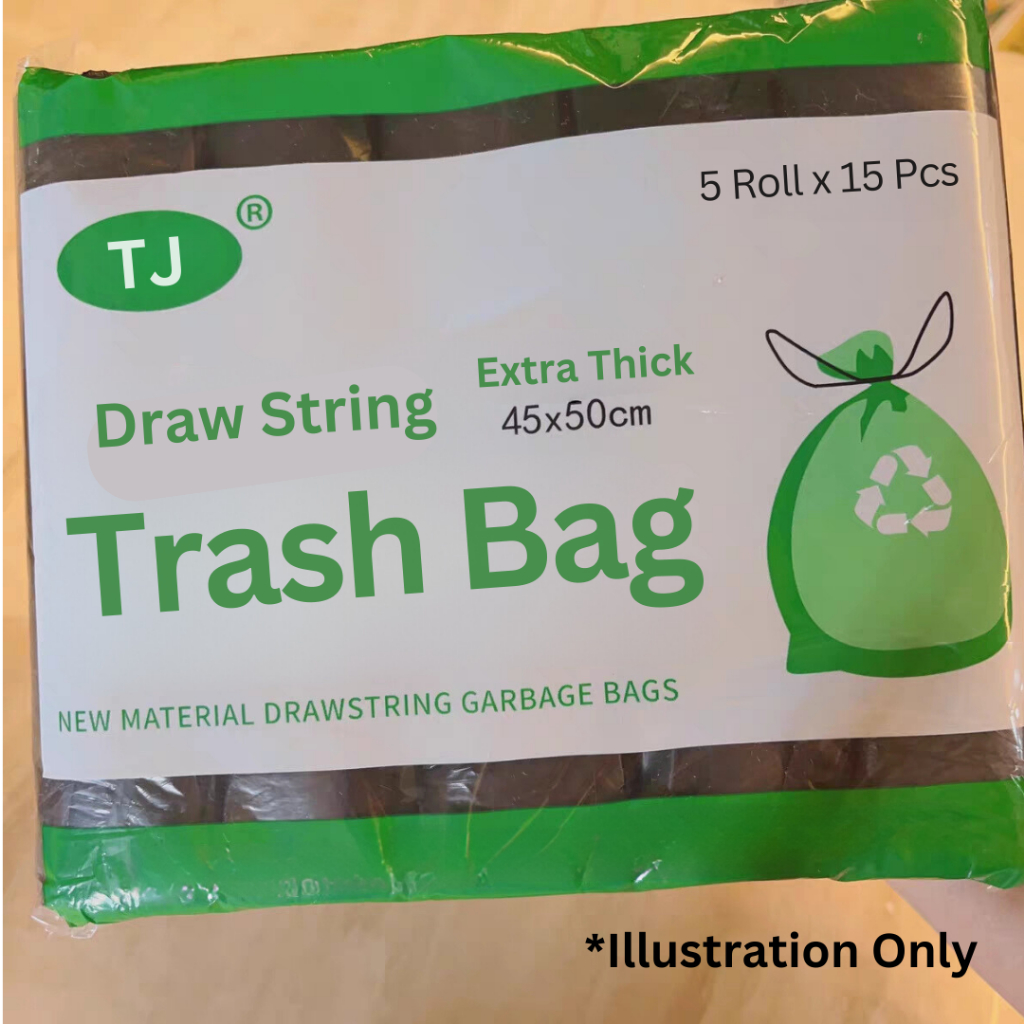 5 Roll x 15 Pcs
TJ ®
Extra Thick
Draw String
45x50cm
Trash Bag
NEW MATERIAL DRAWSTRING GARBAGE BAGS
*Illustration Only